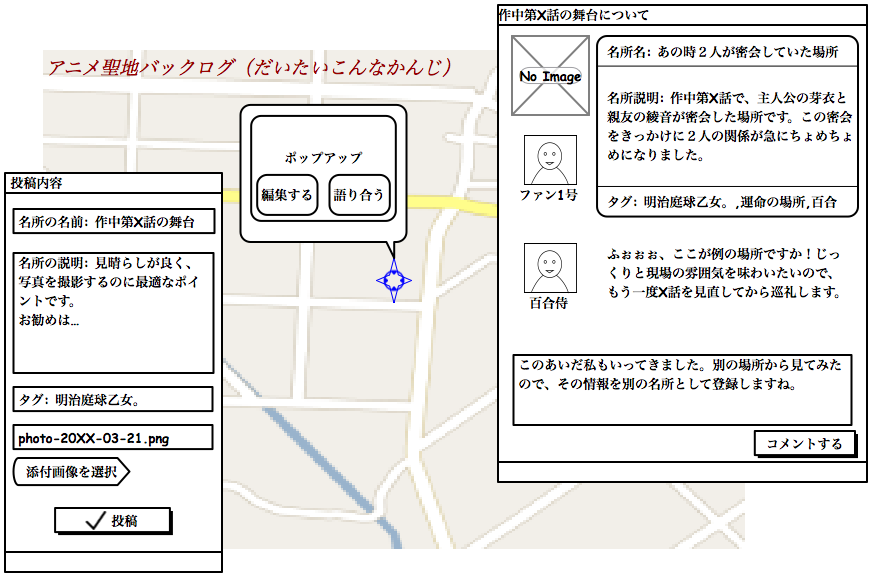 アニメ聖地バックログ（だいたいこんなかんじ）
投稿内容
名所の名前: 作中第X話の舞台
名所の説明: 見晴らしが良く、
写真を撮影するのに最適なポイ
ントです。
お勧めは...
タグ: 明治庭球乙女。
photo-20XX-03-21.png
添付画像を選択
投稿
ポップアップ
編集する
語り合う
作中第X話の舞台について
No Image
名所名: あの時２人が密会していた場所
名所説明: 作中第X話で、主人公の芽衣と
親友の綾音が密会した場所です。この密会
をきっかけに２人の関係が急にちょめちょ
めになりました。
タグ: 明治庭球乙女。,運命の場所,百合
ファン1号
ふぉぉぉ、ここが例の場所ですか！じっ
くりと現場の雰囲気を味わいたいので、
もう一度X話を見直してから巡礼します。
百合侍
このあいだ私もいってきました。別の場所から見てみた
ので、その情報を別の名所として登録しますね。
コメントする